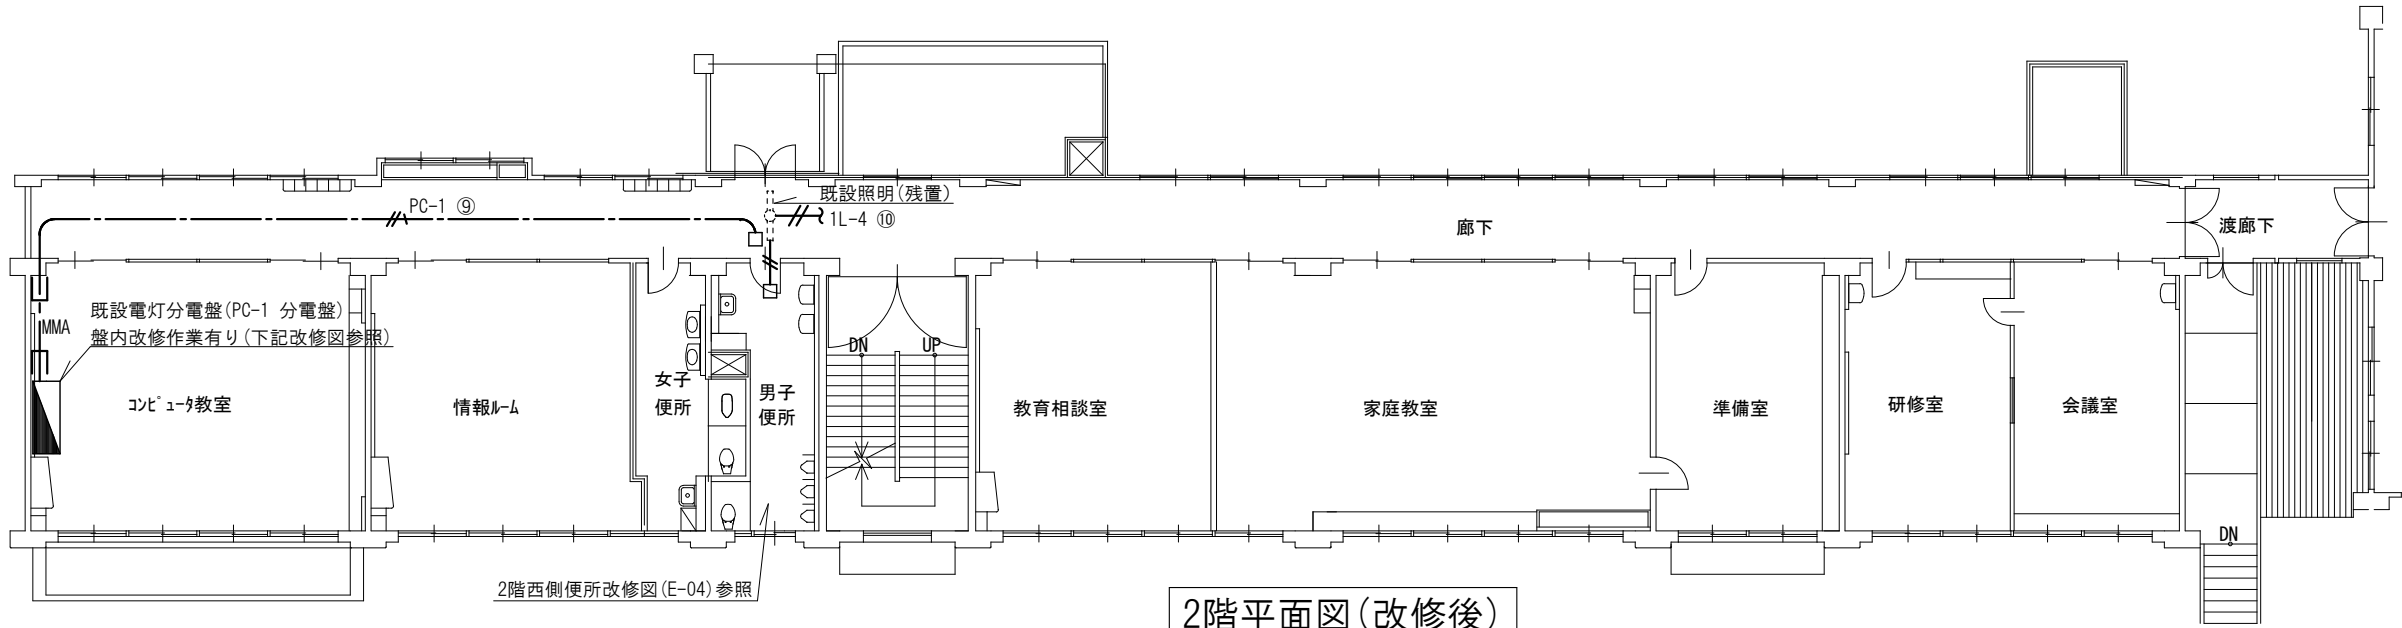 既設照明(残置)
PC-1 ⑨
1L-4 ⑩
廊下
渡廊下
既設電灯分電盤(PC-1 分電盤)
MMA
盤内改修作業有り(下記改修図参照)
DN
UP
コンピュータ教室
情報ルーム
女子
便所
男子
便所
教育相談室
家庭教室
準備室
研修室
会議室
DN
2階西側便所改修図(E-04)参照
2階平面図(改修後)